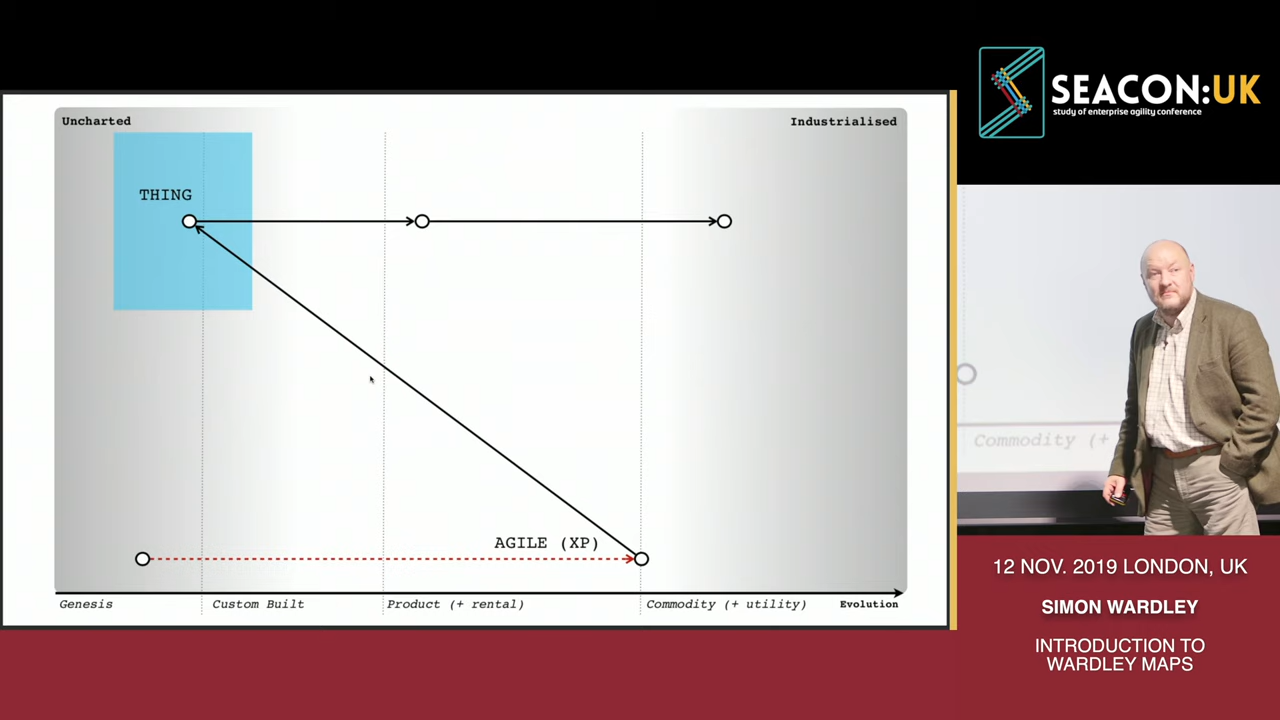 Uncharted
Industrialised
THING
AGILE (XP)
Genesis
Custom Built
Product (+ rental)
Commodity (+ utility)
Evolution
SEACON:UK
study of enterprise agility conference
Commodity (+
12 NOV. 2019 LONDON, UK
SIMON WARDLEY
INTRODUCTION TO
WARDLEY MAPS